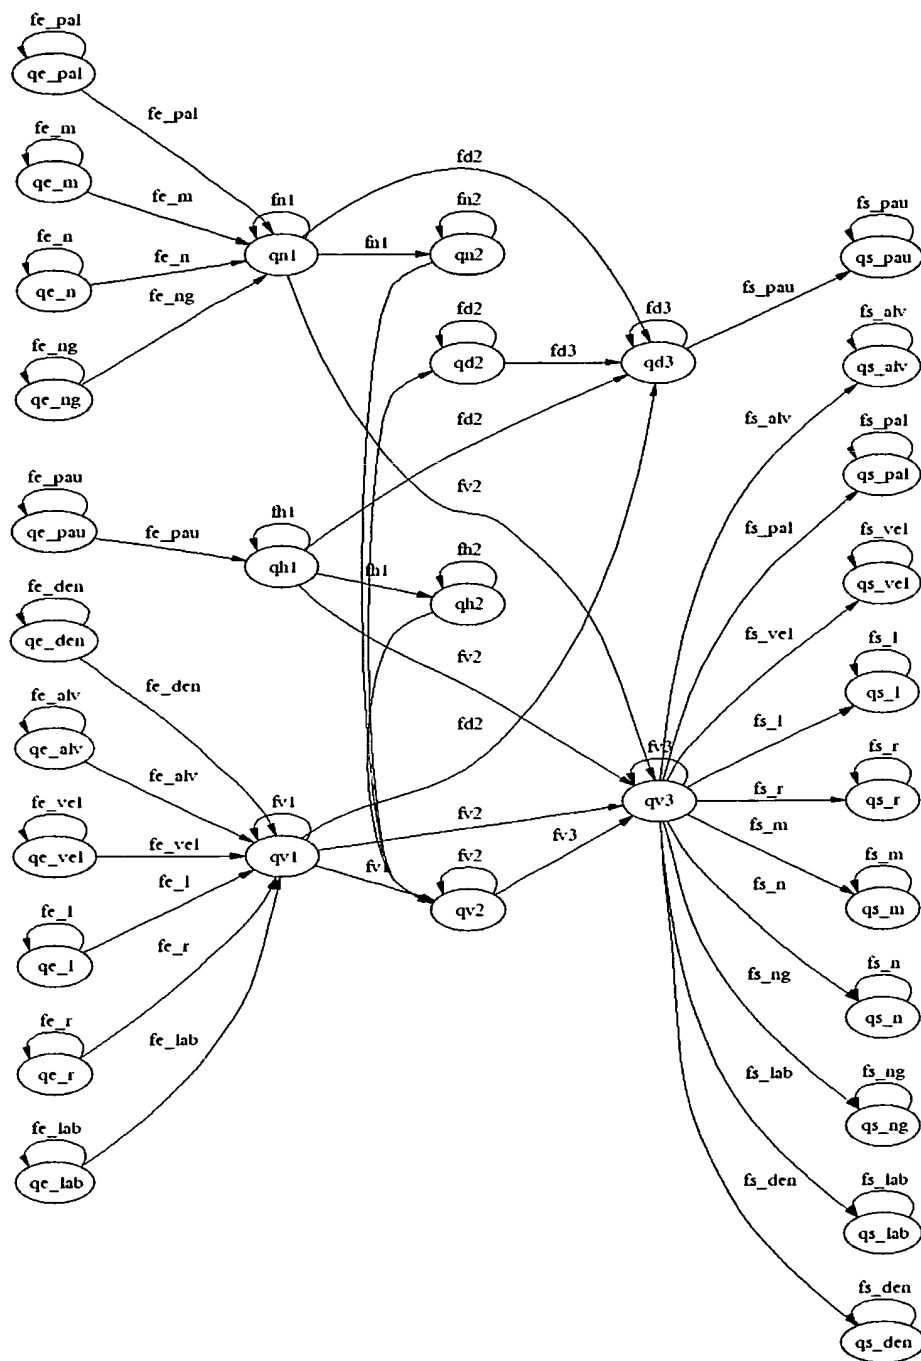 fe_pal
qe_pal
fe_pal
fe_m
qe_m
fe_m
fe_n
qe_n
fe_n
fe_ng
qe_ng
fe_ng
fe_pau
qe_pau
fe_pau
fe_den
qe_den
fe_den
fe_alv
qe_alv
fe_alv
fe_vel
qe_vel
fe_vel
fe_l
qe_l
fe_l
fe_r
qe_r
fe_r
fe_lab
qe_lab
fe_lab
fn1
qn1
fn1
fd2
fv2
fh1
qh1
fh1
fd2
fv2
fv1
qv1
fv1
fv2
fd2
fn2
qn2
fd2
qd2
fd3
fh2
qh2
fv2
qv2
fv3
fd3
qd3
fs_pau
fv3
qv3
fs_alv
fs_pal
fs_vel
fs_l
fs_r
fs_m
fs_n
fs_ng
fs_lab
fs_den
fs_pau
qs_pau
fs_alv
qs_alv
fs_pal
qs_pal
fs_vel
qs_vel
fs_l
qs_l
fs_r
qs_r
fs_m
qs_m
fs_n
qs_n
fs_ng
qs_ng
fs_lab
qs_lab
fs_den
qs_den